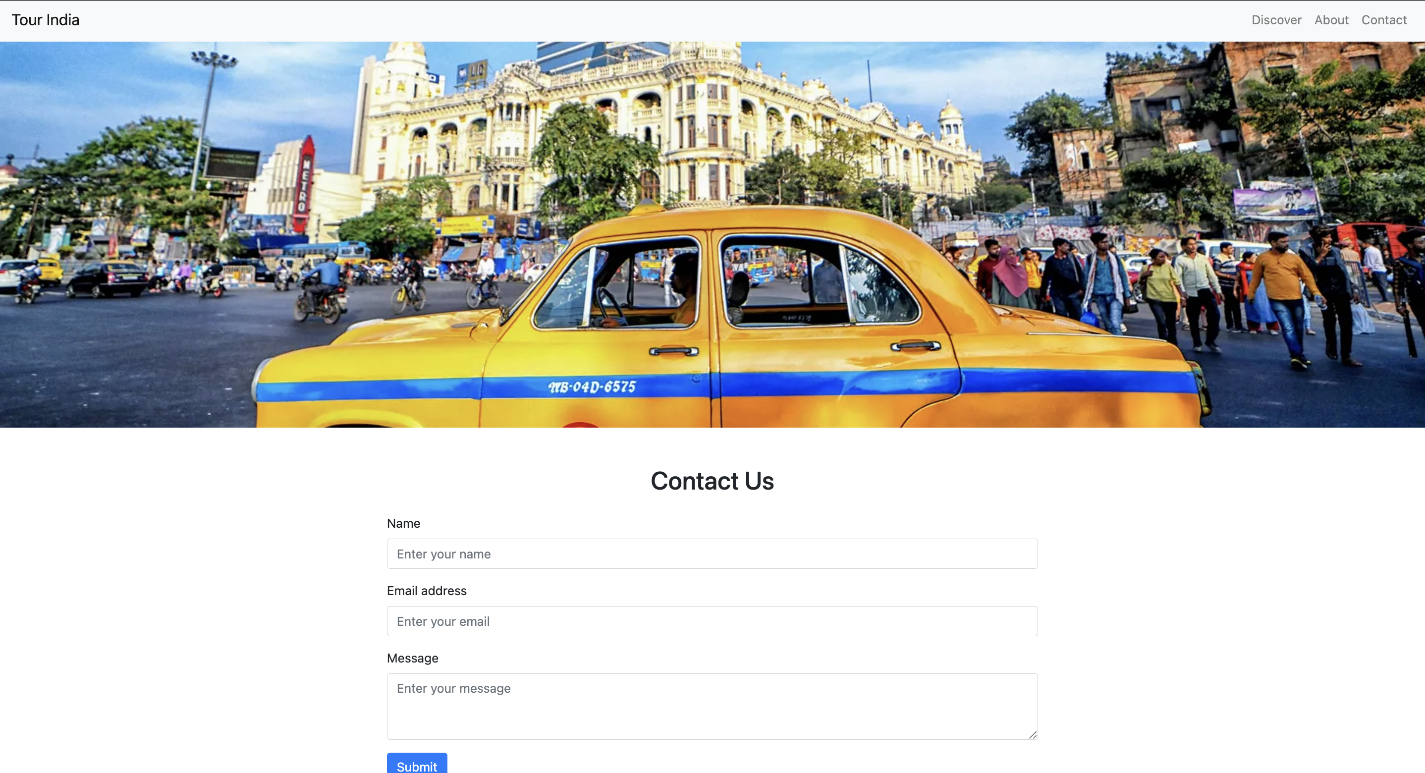 Tour India
Discover About Contact
LIC
METRO
WB-04D-6575
Contact Us
Name
Enter your name
Email address
Enter your email
Message
Enter your message
Submit